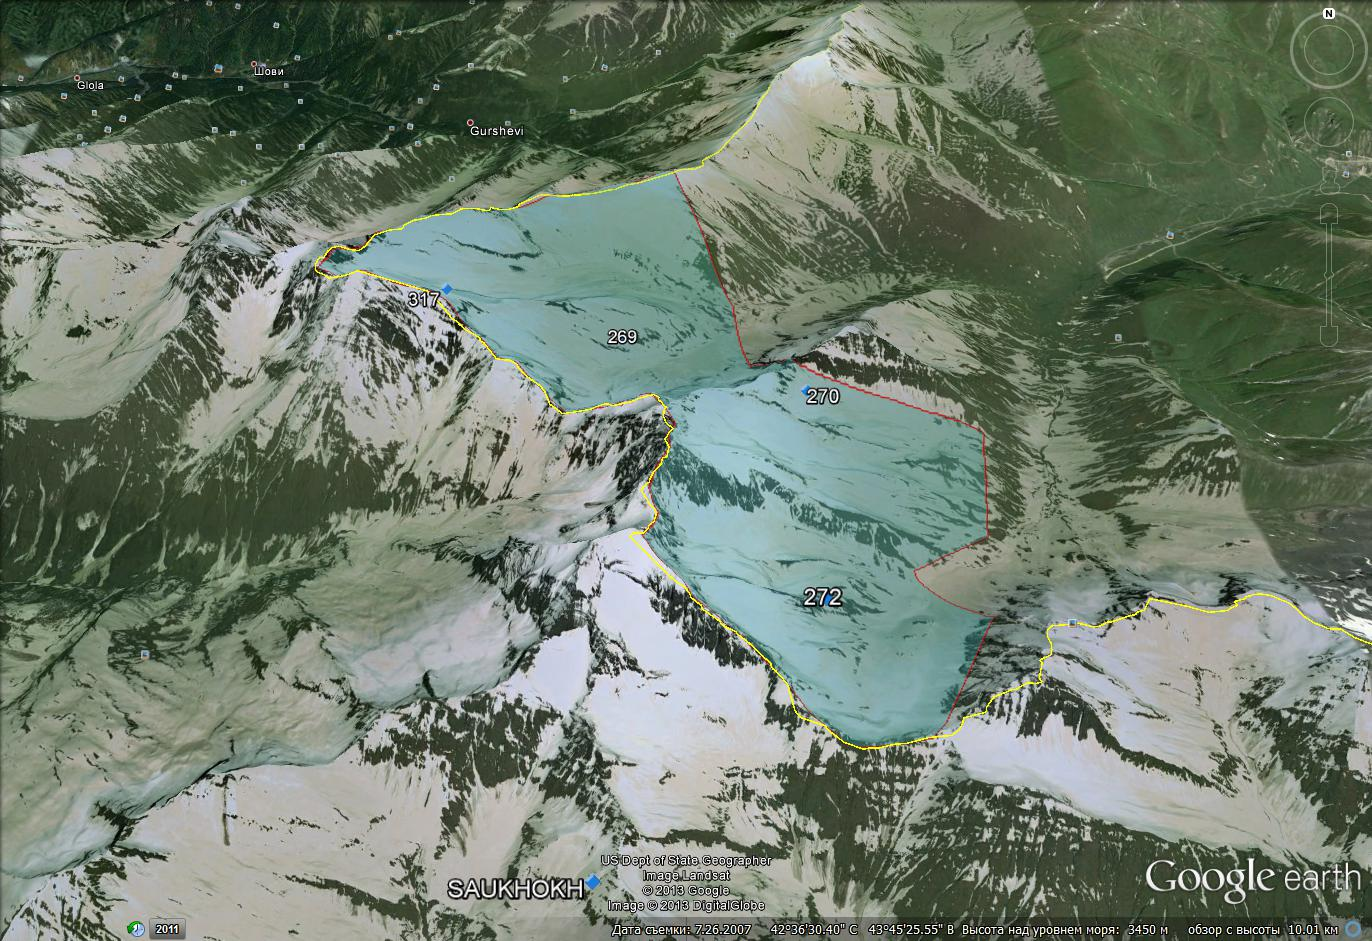 N
Шови
Glola
Gurshevi
317
269
270
272
SAUKHOKH
US Dept of State Geographer
Image Landsat
© 2013 Google
Image © 2013 DigitalGlobe
Google earth
2011
Дата съемки: 7.26.2007 42°36'30.40" С 43°45'25.55" В Высота над уровнем моря: 3450 м обзор с высоты 10.01 км